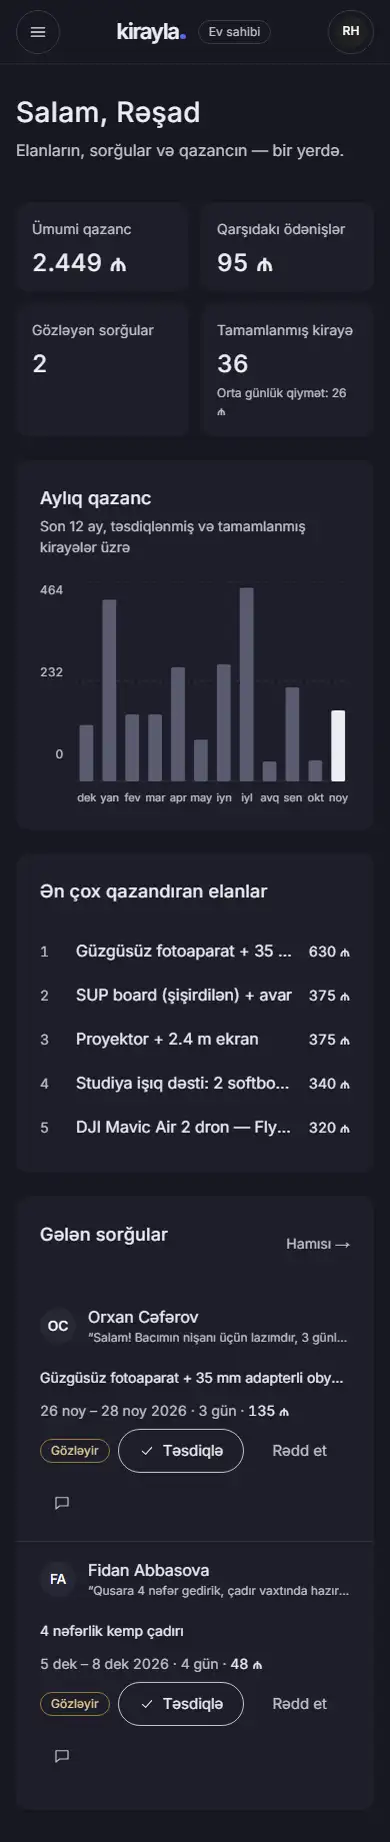 kirayla. Ev sahibi RH
Salam, Rəşad
Elanların, sorğular və qazancın — bir yerdə.
Ümumi qazanc
2.449 ₼
Qarşıdakı ödənişlər
95 ₼
Gözləyən sorğular
2
Tamamlanmış kirayə
36
Orta günlük qiymət: 26
₼
Aylıq qazanc
Son 12 ay, təsdiqlənmiş və tamamlanmış
kirayələr üzrə
464
232
0
dek yan fev mar apr may iyn iyl avq sen okt noy
Ən çox qazandıran elanlar
1 Güzgüsüz fotoaparat + 35 ... 630 ₼
2 SUP board (şişirdilən) + avar 375 ₼
3 Proyektor + 2.4 m ekran 375 ₼
4 Studiya işıq dəsti: 2 softbo... 340 ₼
5 DJI Mavic Air 2 dron — Fly... 320 ₼
Gələn sorğular
Hamısı →
OC Orxan Cəfərov
“Salam! Bacımın nişanı üçün lazımdır, 3 günl...
Güzgüsüz fotoaparat + 35 mm adapterli oby...
26 noy – 28 noy 2026 · 3 gün · 135 ₼
Gözləyir ✓ Təsdiqlə Rədd et
FA Fidan Abbasova
“Qusara 4 nəfər gedirik, çadır vaxtında hazır...
4 nəfərlik kemp çadırı
5 dek – 8 dek 2026 · 4 gün · 48 ₼
Gözləyir ✓ Təsdiqlə Rədd et